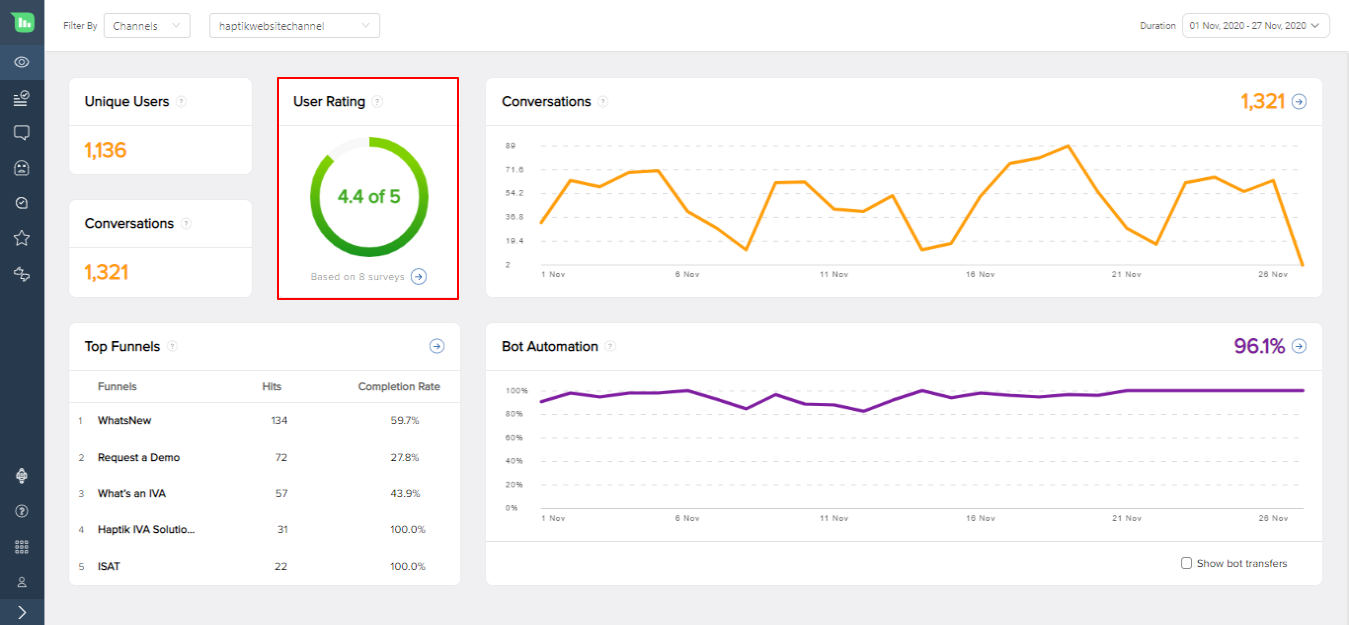 Filter By Channels haptikwebsitechannel Duration 01 Nov, 2020 - 27 Nov, 2020
Unique Users ?
1,136
Conversations ?
1,321
User Rating ?
4.4 of 5
Based on 8 surveys
Conversations ? 1,321
89
71.6
54.2
36.8
19.4
2
1 Nov 6 Nov 11 Nov 16 Nov 21 Nov 26 Nov
Top Funnels ?
Funnels Hits Completion Rate
1 WhatsNew 134 59.7%
2 Request a Demo 72 27.8%
3 What's an IVA 57 43.9%
4 Haptik IVA Solutio... 31 100.0%
5 ISAT 22 100.0%
Bot Automation ? 96.1%
100%
80%
60%
40%
20%
0%
1 Nov 6 Nov 11 Nov 16 Nov 21 Nov 26 Nov
Show bot transfers